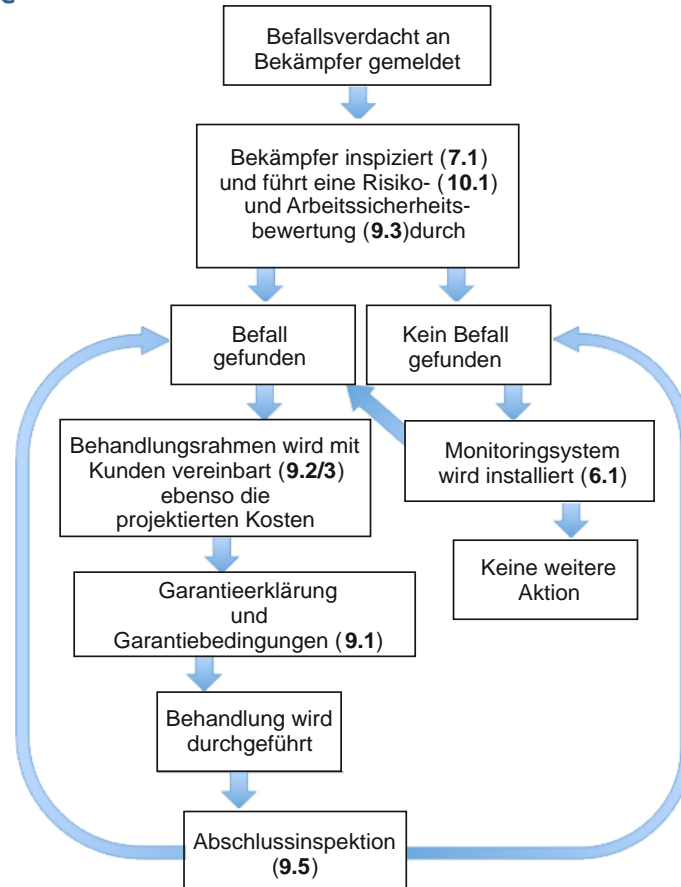 Befallsverdacht an
Bekämpfer gemeldet
Bekämpfer inspiziert (7.1)
und führt eine Risiko- (10.1)
und Arbeitssicherheits-
bewertung (9.3)durch
Befall
gefunden
Kein Befall
gefunden
Behandlungsrahmen wird mit
Kunden vereinbart (9.2/3)
ebenso die
projektierten Kosten
Monitoringsystem
wird installiert (6.1)
Keine weitere
Aktion
Garantieerklärung
und
Garantiebedingungen (9.1)
Behandlung wird
durchgeführt
Abschlussinspektion
(9.5)